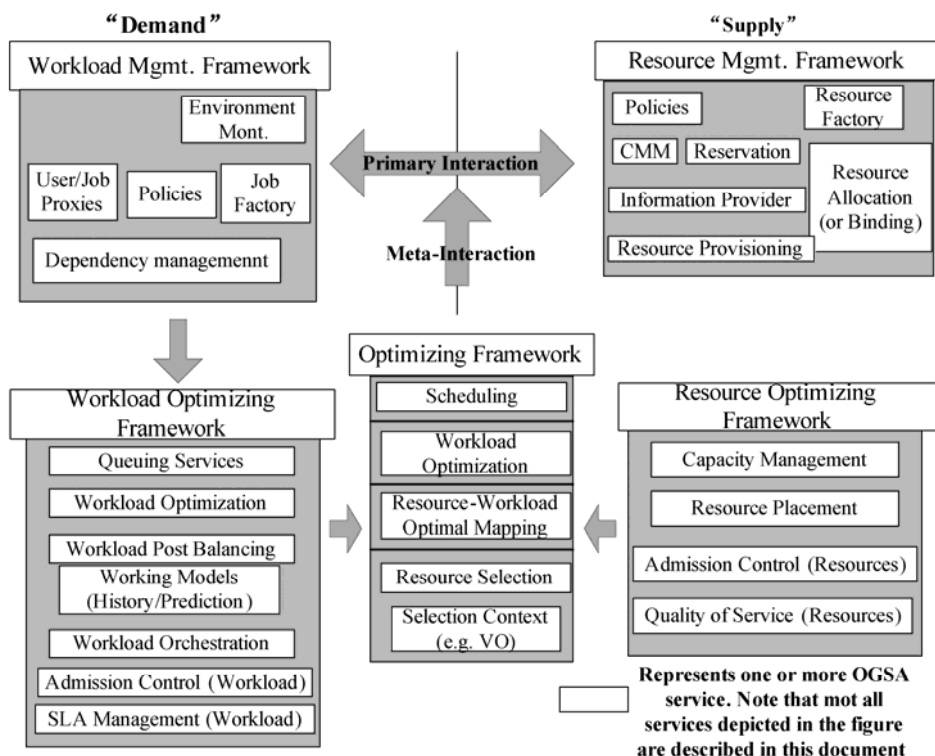 “Demand”
“Supply”
Workload Mgmt. Framework
Environment
Mont.
User/Job
Proxies
Policies
Job
Factory
Dependency managemennt
Primary Interaction
Meta-Interaction
Resource Mgmt. Framework
Policies
Resource
Factory
CMM
Reservation
Resource
Allocation
(or Binding)
Information Provider
Resource Provisioning
Workload Optimizing
Framework
Queuing Services
Workload Optimization
Workload Post Balancing
Working Models
(History/Prediction)
Workload Orchestration
Admission Control (Workload)
SLA Management (Workload)
Optimizing Framework
Scheduling
Workload
Optimization
Resource-Workload
Optimal Mapping
Resource Selection
Selection Context
(e.g. VO)
Resource Optimizing
Framework
Capacity Management
Resource Placement
Admission Control (Resources)
Quality of Service (Resources)
Represents one or more OGSA
service. Note that mot all
services depicted in the figure
are described in this document